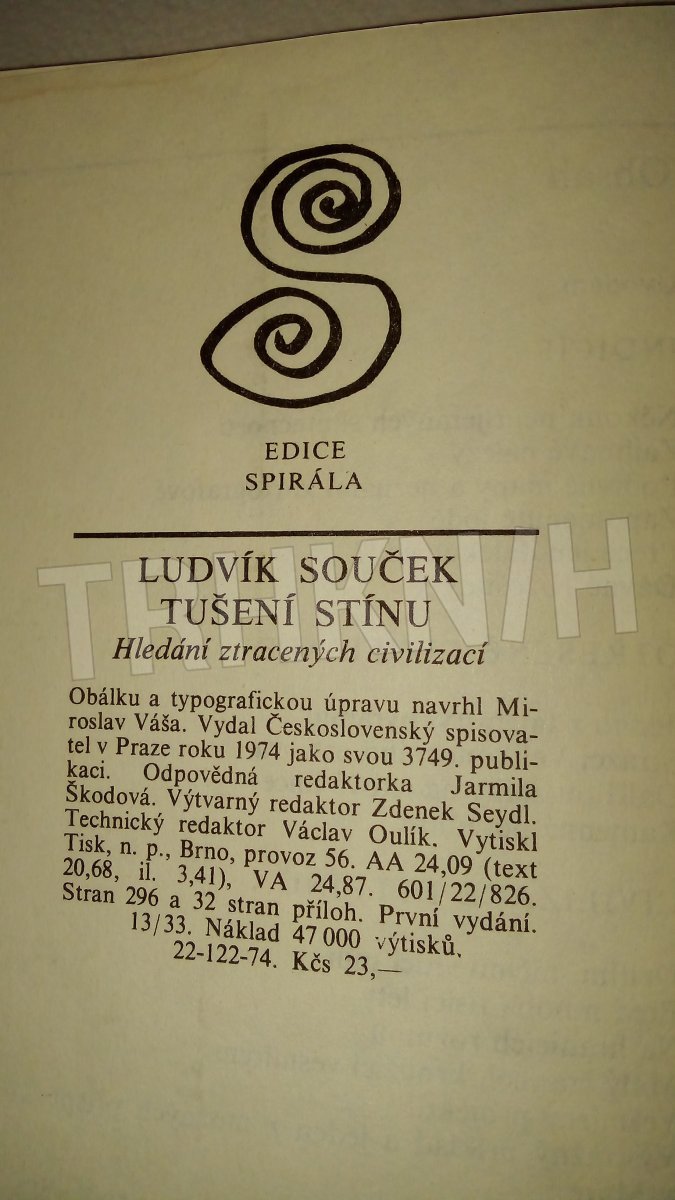 EDICE
SPIRÁLA
LUDVÍK SOUČEK
TUŠENÍ STÍNU
Hledání ztracených civilizací
Obálku a typografickou úpravu navrhl Mi-
roslav Váša. Vydal Československý spisova-
tel v Praze roku 1974 jako svou 3749. publi-
kaci. Odpovědná redaktorka Jarmila
Škodová. Výtvarný redaktor Zdenek Seydl.
Technický redaktor Václav Oulík. Vytiskl
Tisk, n. p., Brno, provoz 56. AA 24,09 (text
20,68, il. 3,41), VA 24,87. 601/22/826.
Stran 296 a 32 stran příloh. První vydání.
13/33. Náklad 47 000 výtisků.
22-122-74. Kčs 23,—
TRHKNIH